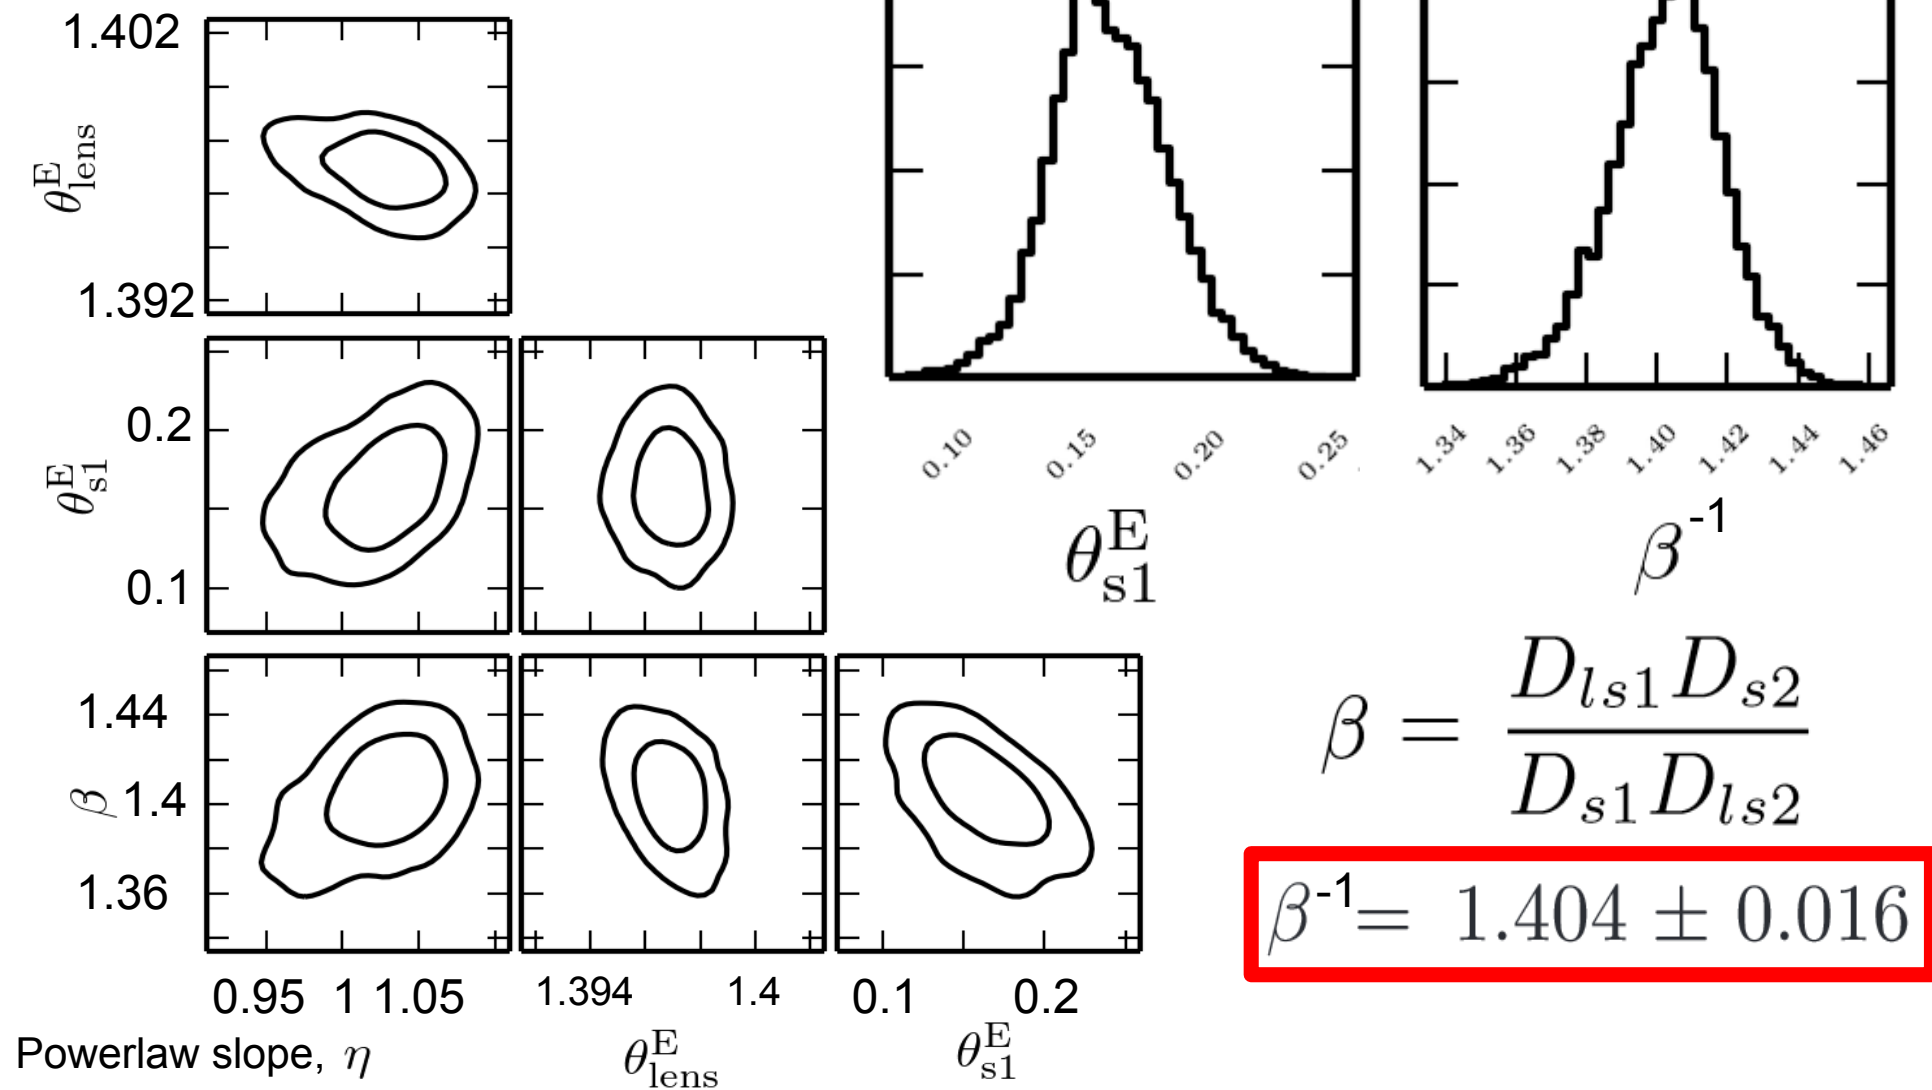 1.402
θ^E_lens
1.392
0.2
θ^E_s1
0.1
1.44
β 1.4
1.36
0.95 1 1.05
1.394 1.4
0.1 0.2
Powerlaw slope, η
θ^E_lens
θ^E_s1
0.10 0.15 0.20 0.25
θ^E_s1
1.34 1.36 1.38 1.40 1.42 1.44 1.46
β^-1
β = D_ls1 D_s2 / D_s1 D_ls2
β^-1 = 1.404 ± 0.016